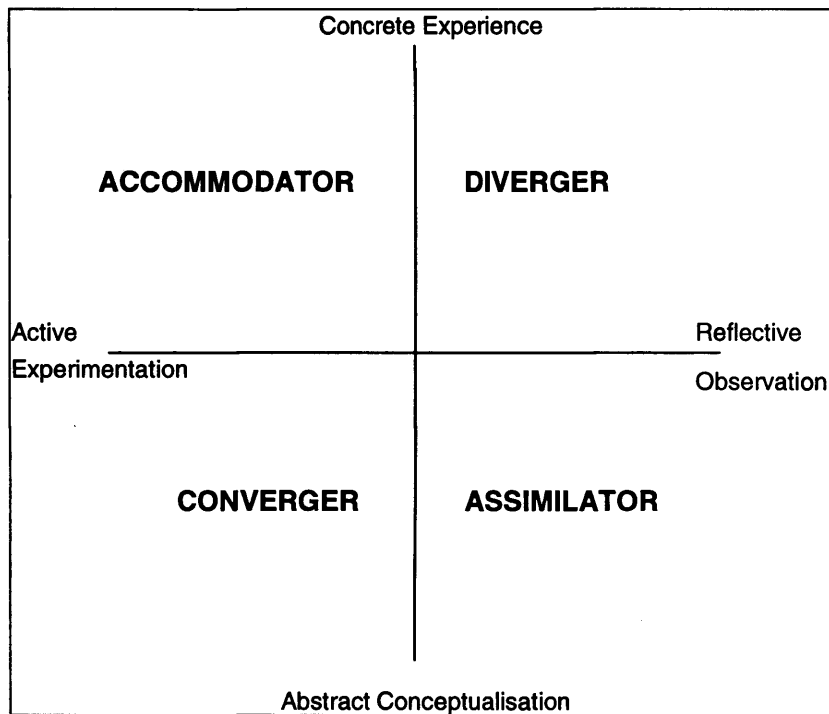 Concrete Experience
ACCOMMODATOR
DIVERGER
Active
Experimentation
Reflective
Observation
CONVERGER
ASSIMILATOR
Abstract Conceptualisation